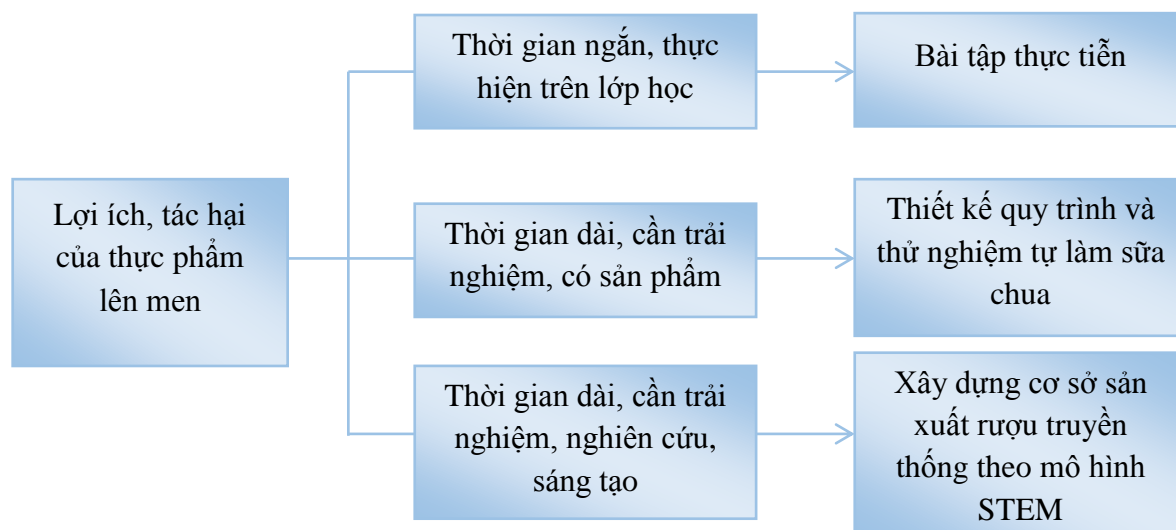 Lợi ích, tác hại
của thực phẩm
lên men
Thời gian ngắn, thực
hiện trên lớp học
Bài tập thực tiễn
Thời gian dài, cần trải
nghiệm, có sản phẩm
Thiết kế quy trình và
thử nghiệm tự làm sữa
chua
Thời gian dài, cần trải
nghiệm, nghiên cứu,
sáng tạo
Xây dựng cơ sở sản
xuất rượu truyền
thống theo mô hình
STEM